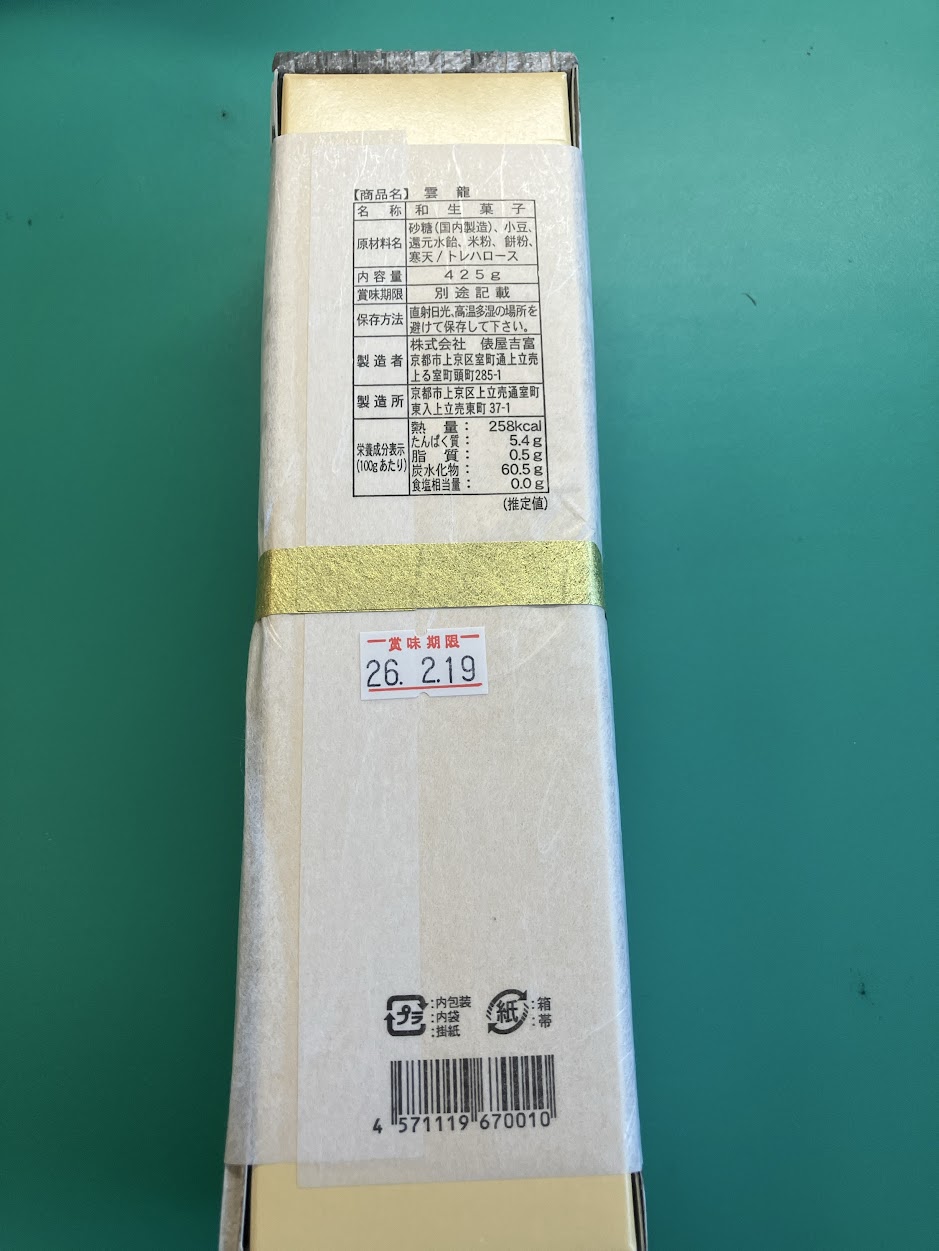 【商品名】 雲龍
名称 和生菓子
原材料名 砂糖(国内製造)、小豆、
還元水飴、米粉、餅粉、
寒天/トレハロース
内容量 425g
賞味期限 別途記載
保存方法 直射日光、高温多湿の場所を
避けて保存して下さい。
製造者 株式会社 俵屋吉富
京都市上京区室町通上立売
上る室町頭町285-1
製造所 京都市上京区上立売通室町
東入上立売東町37-1
栄養成分表示
(100gあたり)
熱量: 258kcal
たんぱく質: 5.4g
脂質: 0.5g
炭水化物: 60.5g
食塩相当量: 0.0g
(推定値)
賞味期限
26. 2.19
プラ :内包装
:内袋
:掛紙
紙 :箱
:帯
4 571119 670010